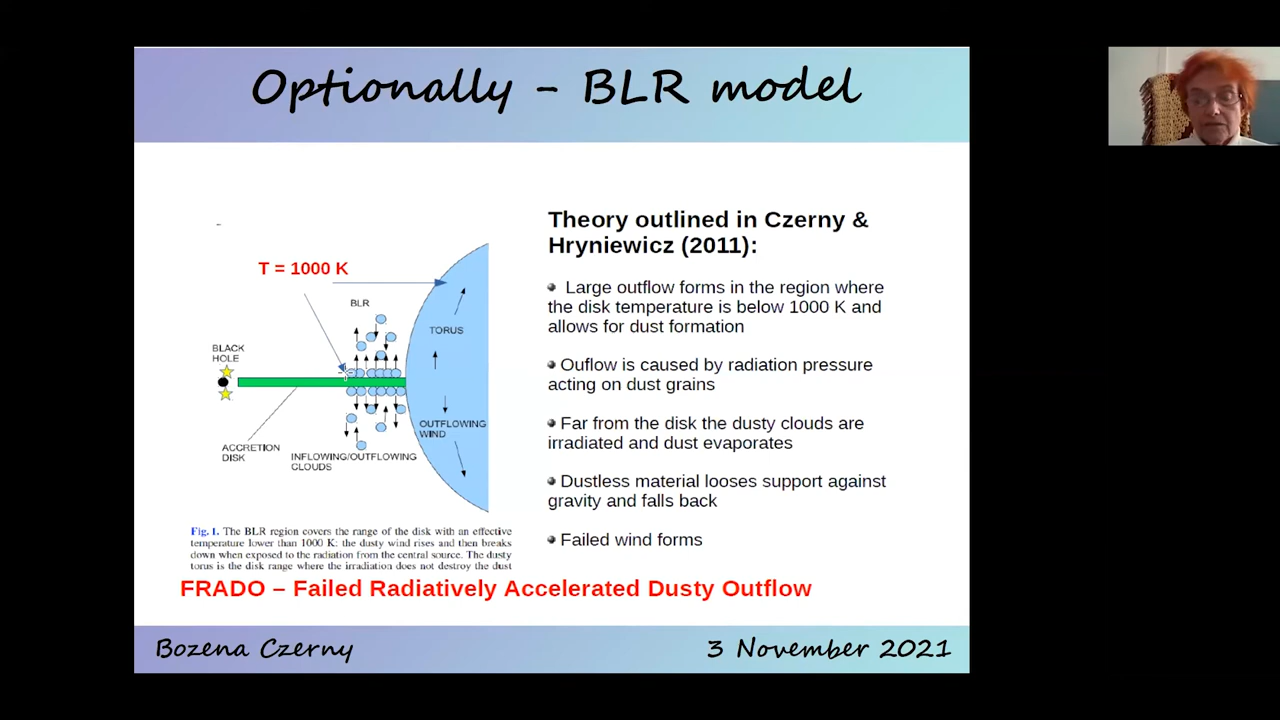 Optionally - BLR model
T = 1000 K
BLR
TORUS
BLACK
HOLE
OUTFLOWING
WIND
ACCRETION
DISK
INFLOWING/OUTFLOWING
CLOUDS
Fig. 1. The BLR region covers the range of the disk with an effective
temperature lower than 1000 K: the dusty wind rises and then breaks
down when exposed to the radiation from the central source. The dusty
torus is the disk range where the irradiation does not destroy the dust
Theory outlined in Czerny &
Hryniewicz (2011):
Large outflow forms in the region where
the disk temperature is below 1000 K and
allows for dust formation
Ouflow is caused by radiation pressure
acting on dust grains
Far from the disk the dusty clouds are
irradiated and dust evaporates
Dustless material looses support against
gravity and falls back
Failed wind forms
FRADO – Failed Radiatively Accelerated Dusty Outflow
Bozena Czerny
3 November 2021